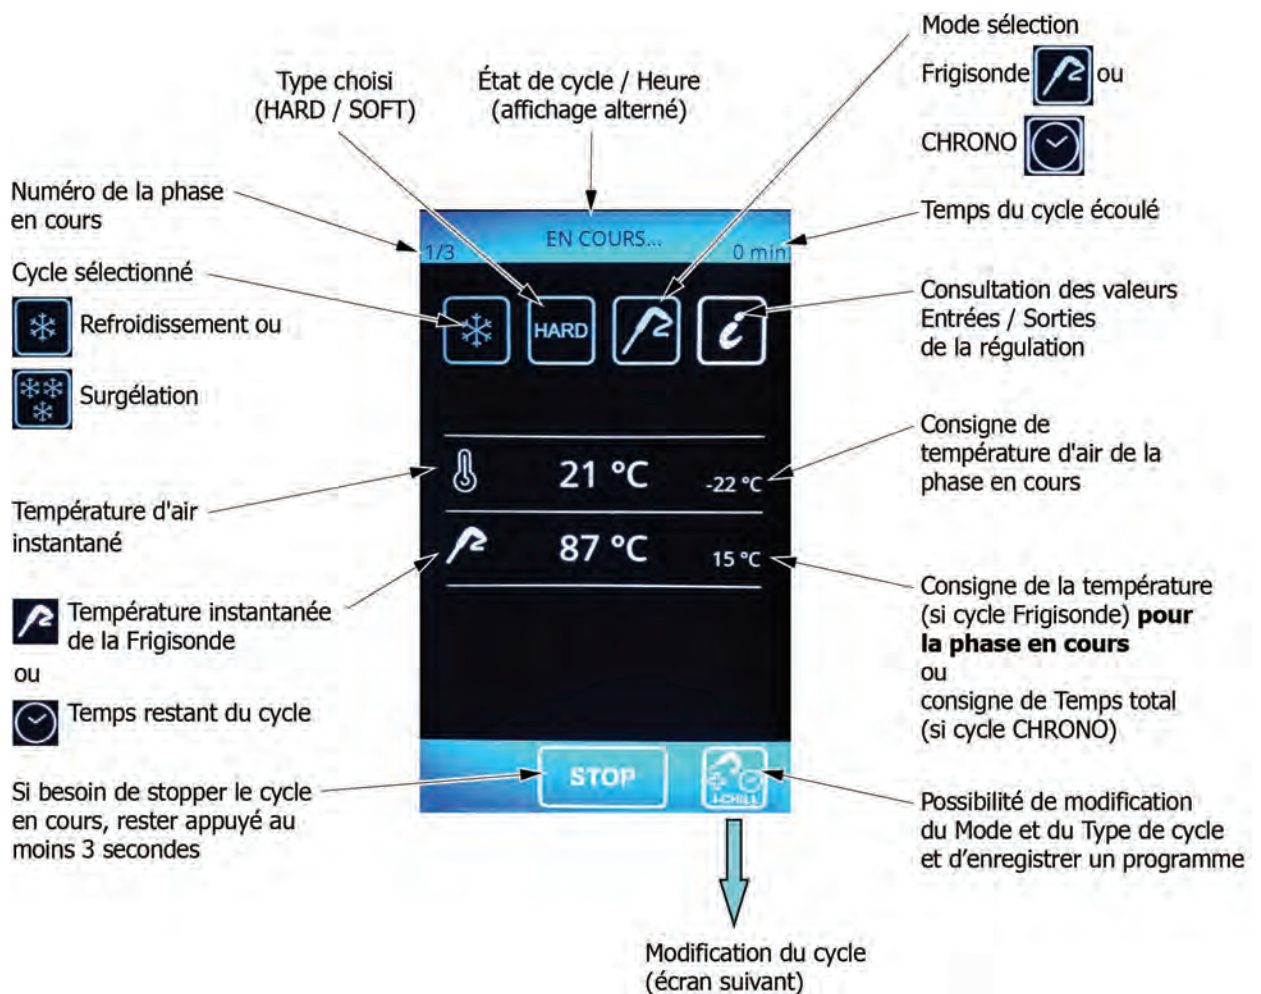 Mode sélection
Frigisonde ou
CHRONO
Type choisi
(HARD / SOFT)
État de cycle / Heure
(affichage alterné)
Numéro de la phase
en cours
Temps du cycle écoulé
EN COURS...
1/3
0 min
Cycle sélectionné
Refroidissement ou
Surgélation
HARD
i
Consultation des valeurs
Entrées / Sorties
de la régulation
Consigne de
température d'air de la
phase en cours
21 °C
-22 °C
Température d'air
instantané
87 °C
15 °C
Température instantanée
de la Frigisonde
ou
Temps restant du cycle
Consigne de la température
(si cycle Frigisonde) pour
la phase en cours
ou
consigne de Temps total
(si cycle CHRONO)
Si besoin de stopper le cycle
en cours, rester appuyé au
moins 3 secondes
STOP
I-CHILL
Possibilité de modification
du Mode et du Type de cycle
et d'enregistrer un programme
Modification du cycle
(écran suivant)